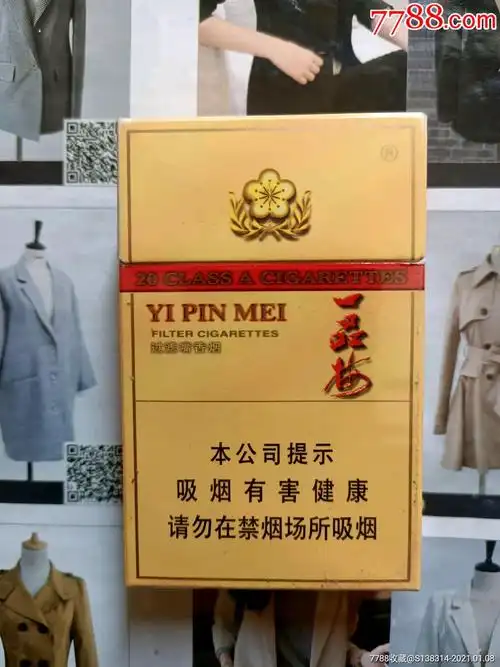 7788.com
®
20 CLASS A CIGARETTES
YI PIN MEI
FILTER CIGARETTES
过滤嘴香烟
一品梅
本公司提示
吸烟有害健康
请勿在禁烟场所吸烟
7788收藏@S138314-2021.01.08